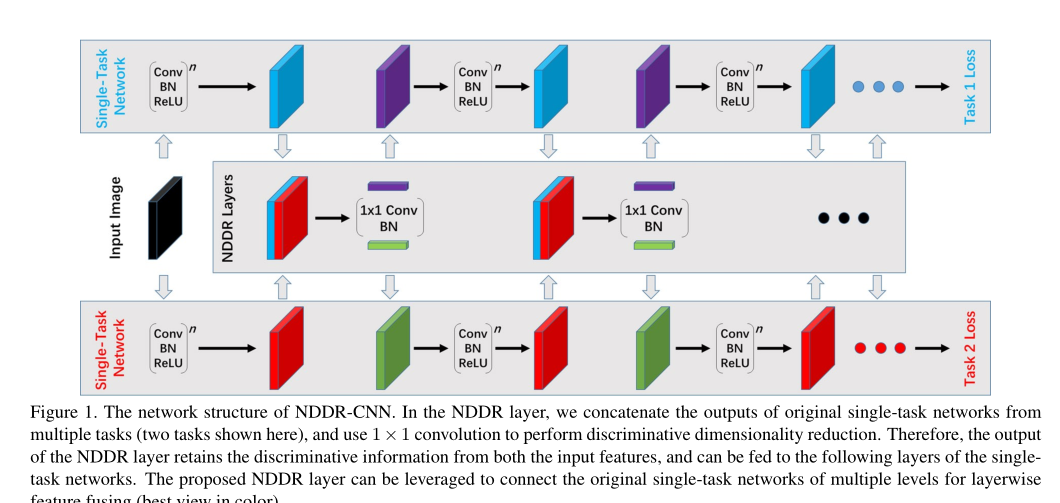 Single-Task
Network
Conv
BN
ReLU
n
Conv
BN
ReLU
n
Conv
BN
ReLU
n
Task 1 Loss
Input Image
NDDR Layers
1x1 Conv
BN
1x1 Conv
BN
Single-Task
Network
Conv
BN
ReLU
n
Conv
BN
ReLU
n
Conv
BN
ReLU
n
Task 2 Loss
Figure 1. The network structure of NDDR-CNN. In the NDDR layer, we concatenate the outputs of original single-task networks from
multiple tasks (two tasks shown here), and use 1 × 1 convolution to perform discriminative dimensionality reduction. Therefore, the output
of the NDDR layer retains the discriminative information from both the input features, and can be fed to the following layers of the single-
task networks. The proposed NDDR layer can be leveraged to connect the original single-task networks of multiple levels for layerwise
feature fusing (best view in color)